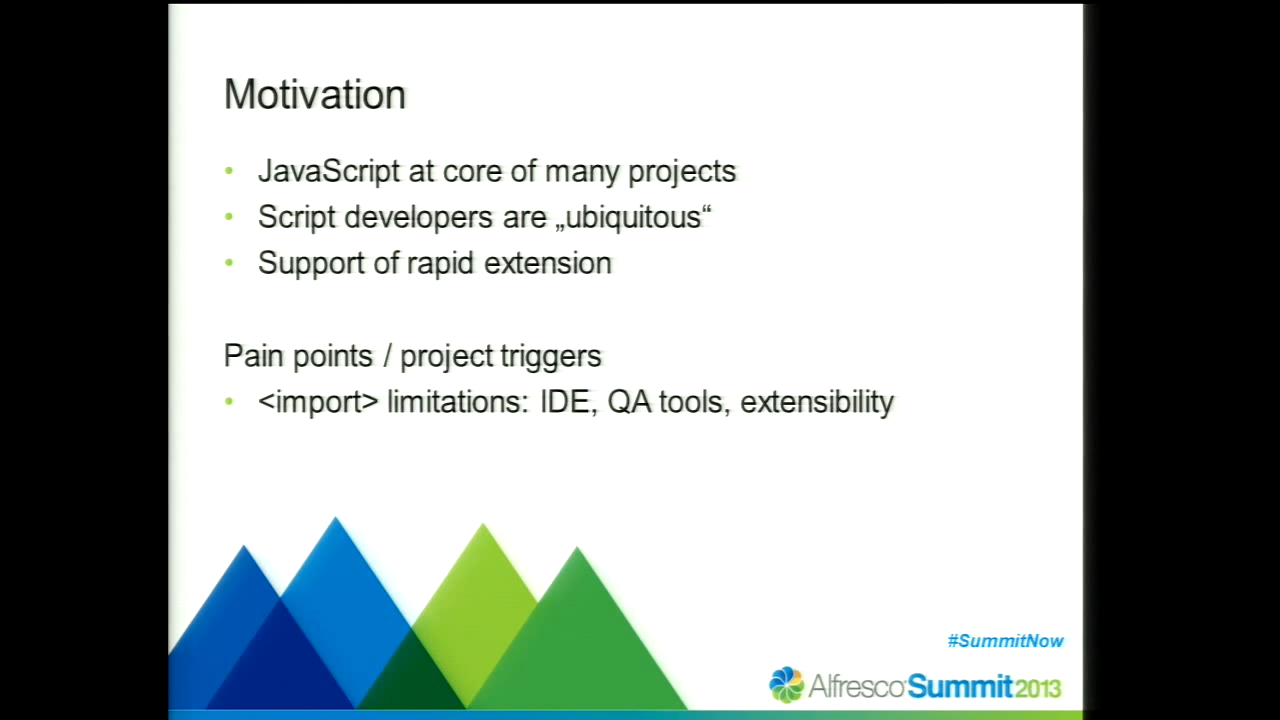 Motivation
• JavaScript at core of many projects
• Script developers are „ubiquitous“
• Support of rapid extension
Pain points / project triggers
• <import> limitations: IDE, QA tools, extensibility
#SummitNow
Alfresco Summit 2013